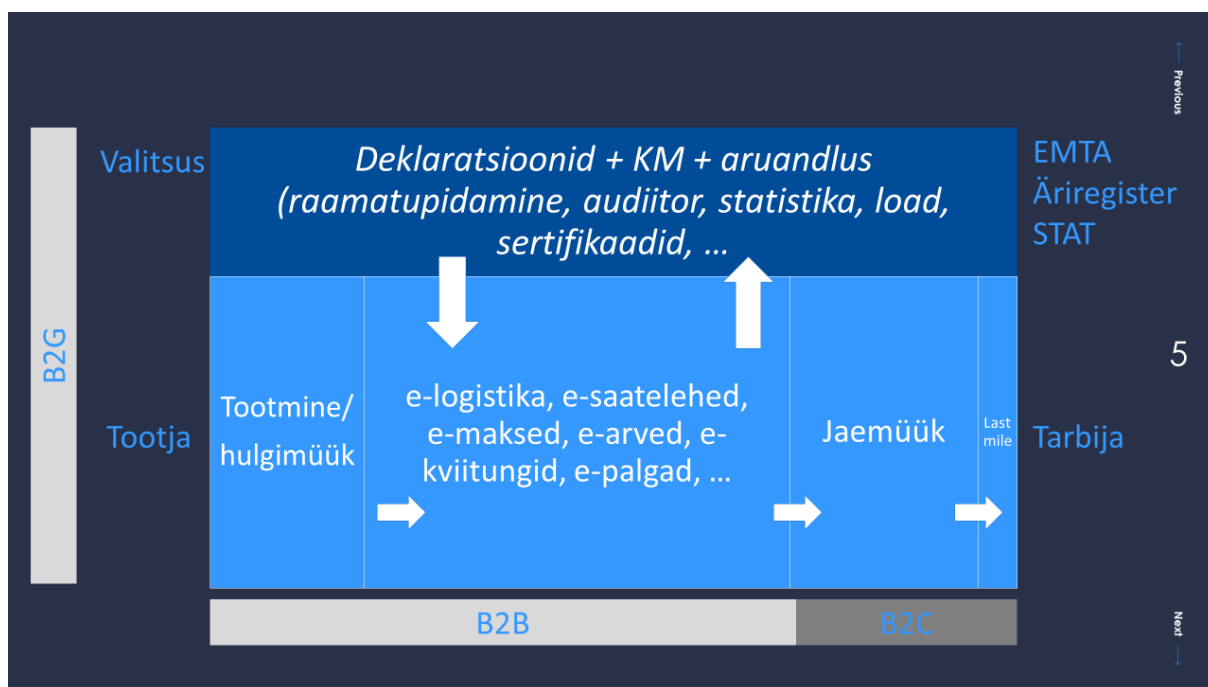 Previous
Valitsus
Deklaratsioonid + KM + aruandlus
(raamatupidamine, audiitor, statistika, load,
sertifikaadid, …
EMTA
Äriregister
STAT
B2G
Tootja
Tootmine/
hulgimüük
e-logistika, e-saatelehed,
e-maksed, e-arved, e-
kviitungid, e-palgad, …
Jaemüük
Last
mile
Tarbija
5
B2B
B2C
Next